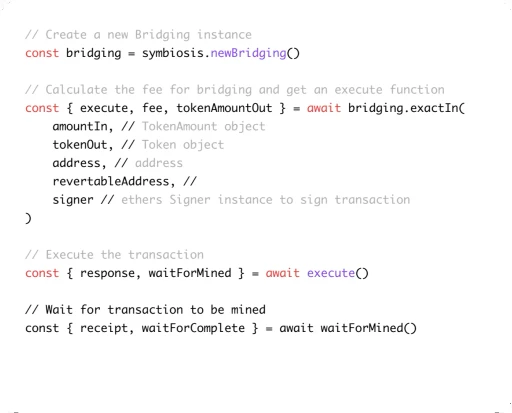 // Create a new Bridging instance
const bridging = symbiosis.newBridging()
// Calculate the fee for bridging and get an execute function
const { execute, fee, tokenAmountOut } = await bridging.exactIn(
    amountIn, // TokenAmount object
    tokenOut, // Token object
    address, // address
    revertableAddress, //
    signer // ethers Signer instance to sign transaction
)
// Execute the transaction
const { response, waitForMined } = await execute()
// Wait for transaction to be mined
const { receipt, waitForComplete } = await waitForMined()